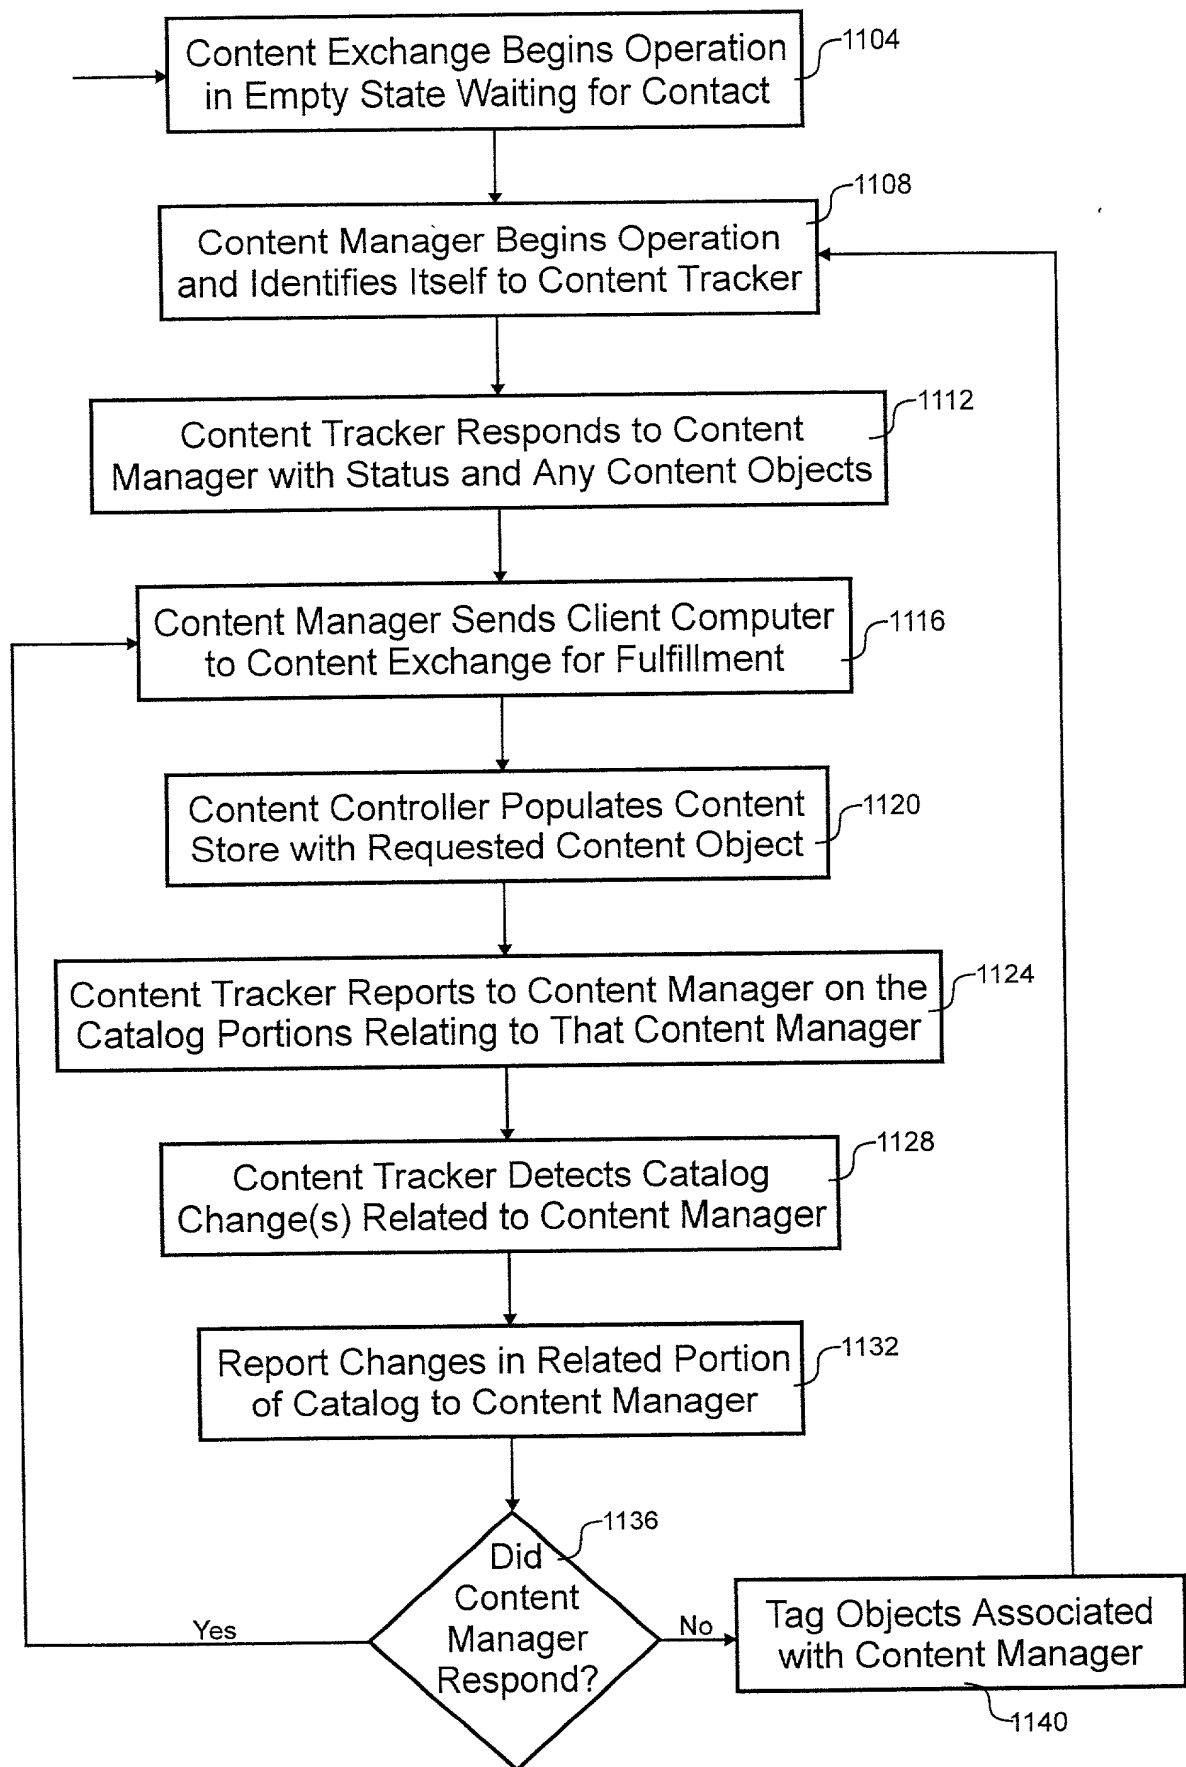 Content Exchange Begins Operation
in Empty State Waiting for Contact
1104
Content Manager Begins Operation
and Identifies Itself to Content Tracker
1108
Content Tracker Responds to Content
Manager with Status and Any Content Objects
1112
Content Manager Sends Client Computer
to Content Exchange for Fulfillment
1116
Content Controller Populates Content
Store with Requested Content Object
1120
Content Tracker Reports to Content Manager on the
Catalog Portions Relating to That Content Manager
1124
Content Tracker Detects Catalog
Change(s) Related to Content Manager
1128
Report Changes in Related Portion
of Catalog to Content Manager
1132
Did
Content
Manager
Respond?
1136
Yes
No
Tag Objects Associated
with Content Manager
1140